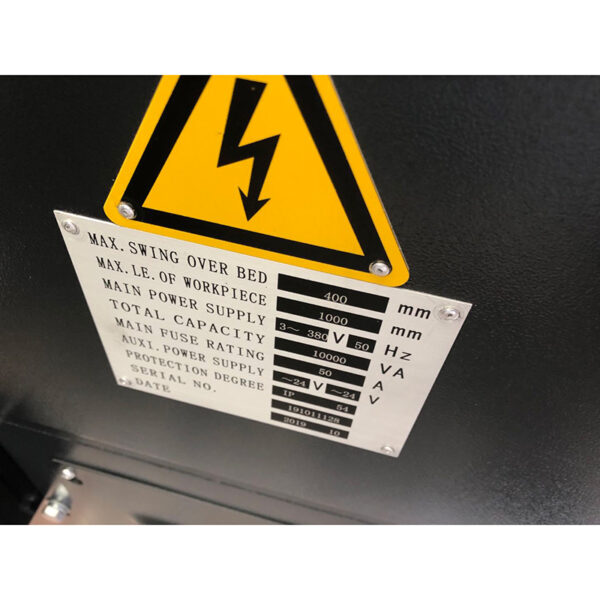 MAX. SWING OVER BED 400 mm
MAX. LE. OF WORKPIECE 1000 mm
MAIN POWER SUPPLY 3~ 380 V 50 Hz
TOTAL CAPACITY 10000 VA
MAIN FUSE RATING 50 A
AUXI. POWER SUPPLY ~24 V ~24 V
PROTECTION DEGREE IP 54
SERIAL NO. 191011128
DATE 2019 10